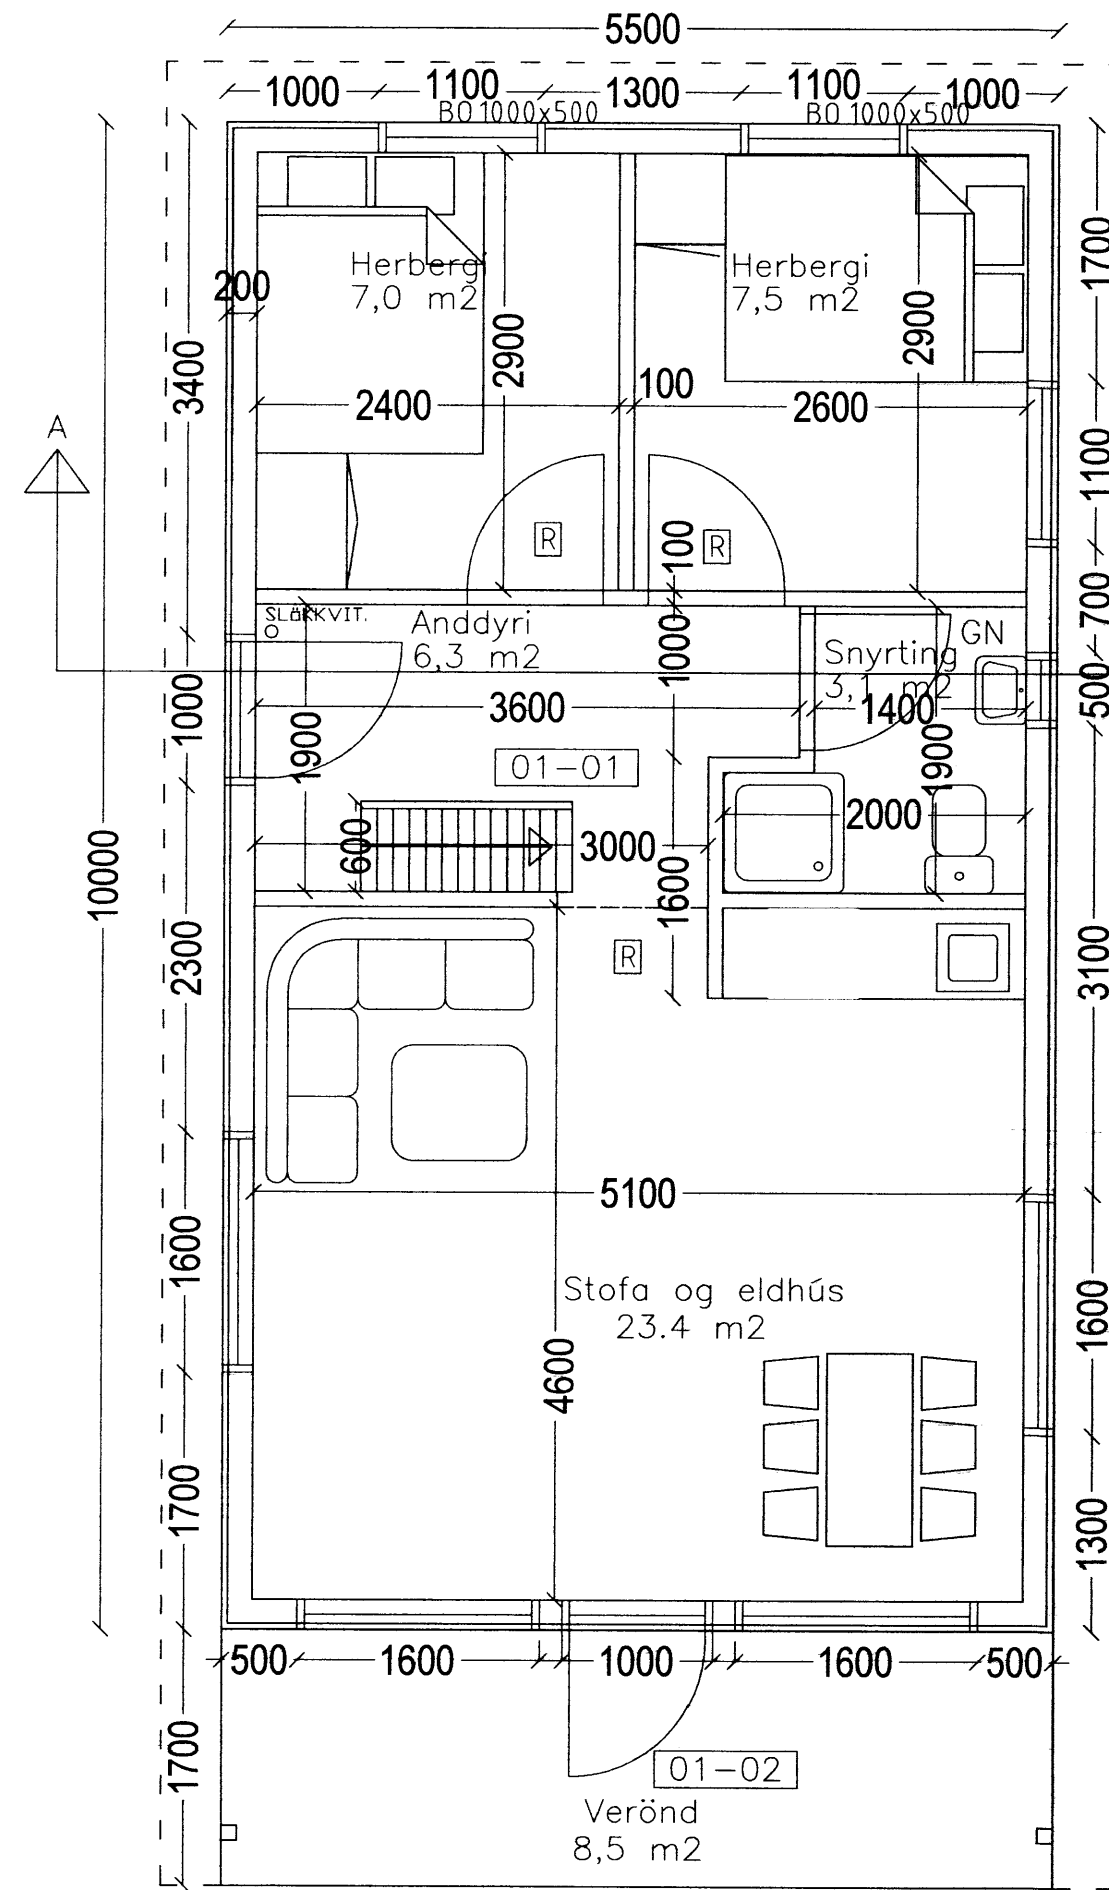 5500
1000 1100 1300 1100 1000
BO 1000x500 BO 1000x500
1700
Herbergi
7,0 m2
Herbergi
7,5 m2
200
3400
2900
2900
100
2400
2600
A
1100
R
R
100
700
SLÖKKVIT.
Anddyri
6,3 m2
1000
GN
Snyrting
3,1 m2
500
1000
3600
1400
1900
01-01
1900
2000
600
3000
10000
1600
2300
R
3100
5100
1600
Stofa og eldhús
23.4 m2
1600
4600
1700
1300
500 1600 1000 1600 500
1700
01-02
Verönd
8,5 m2